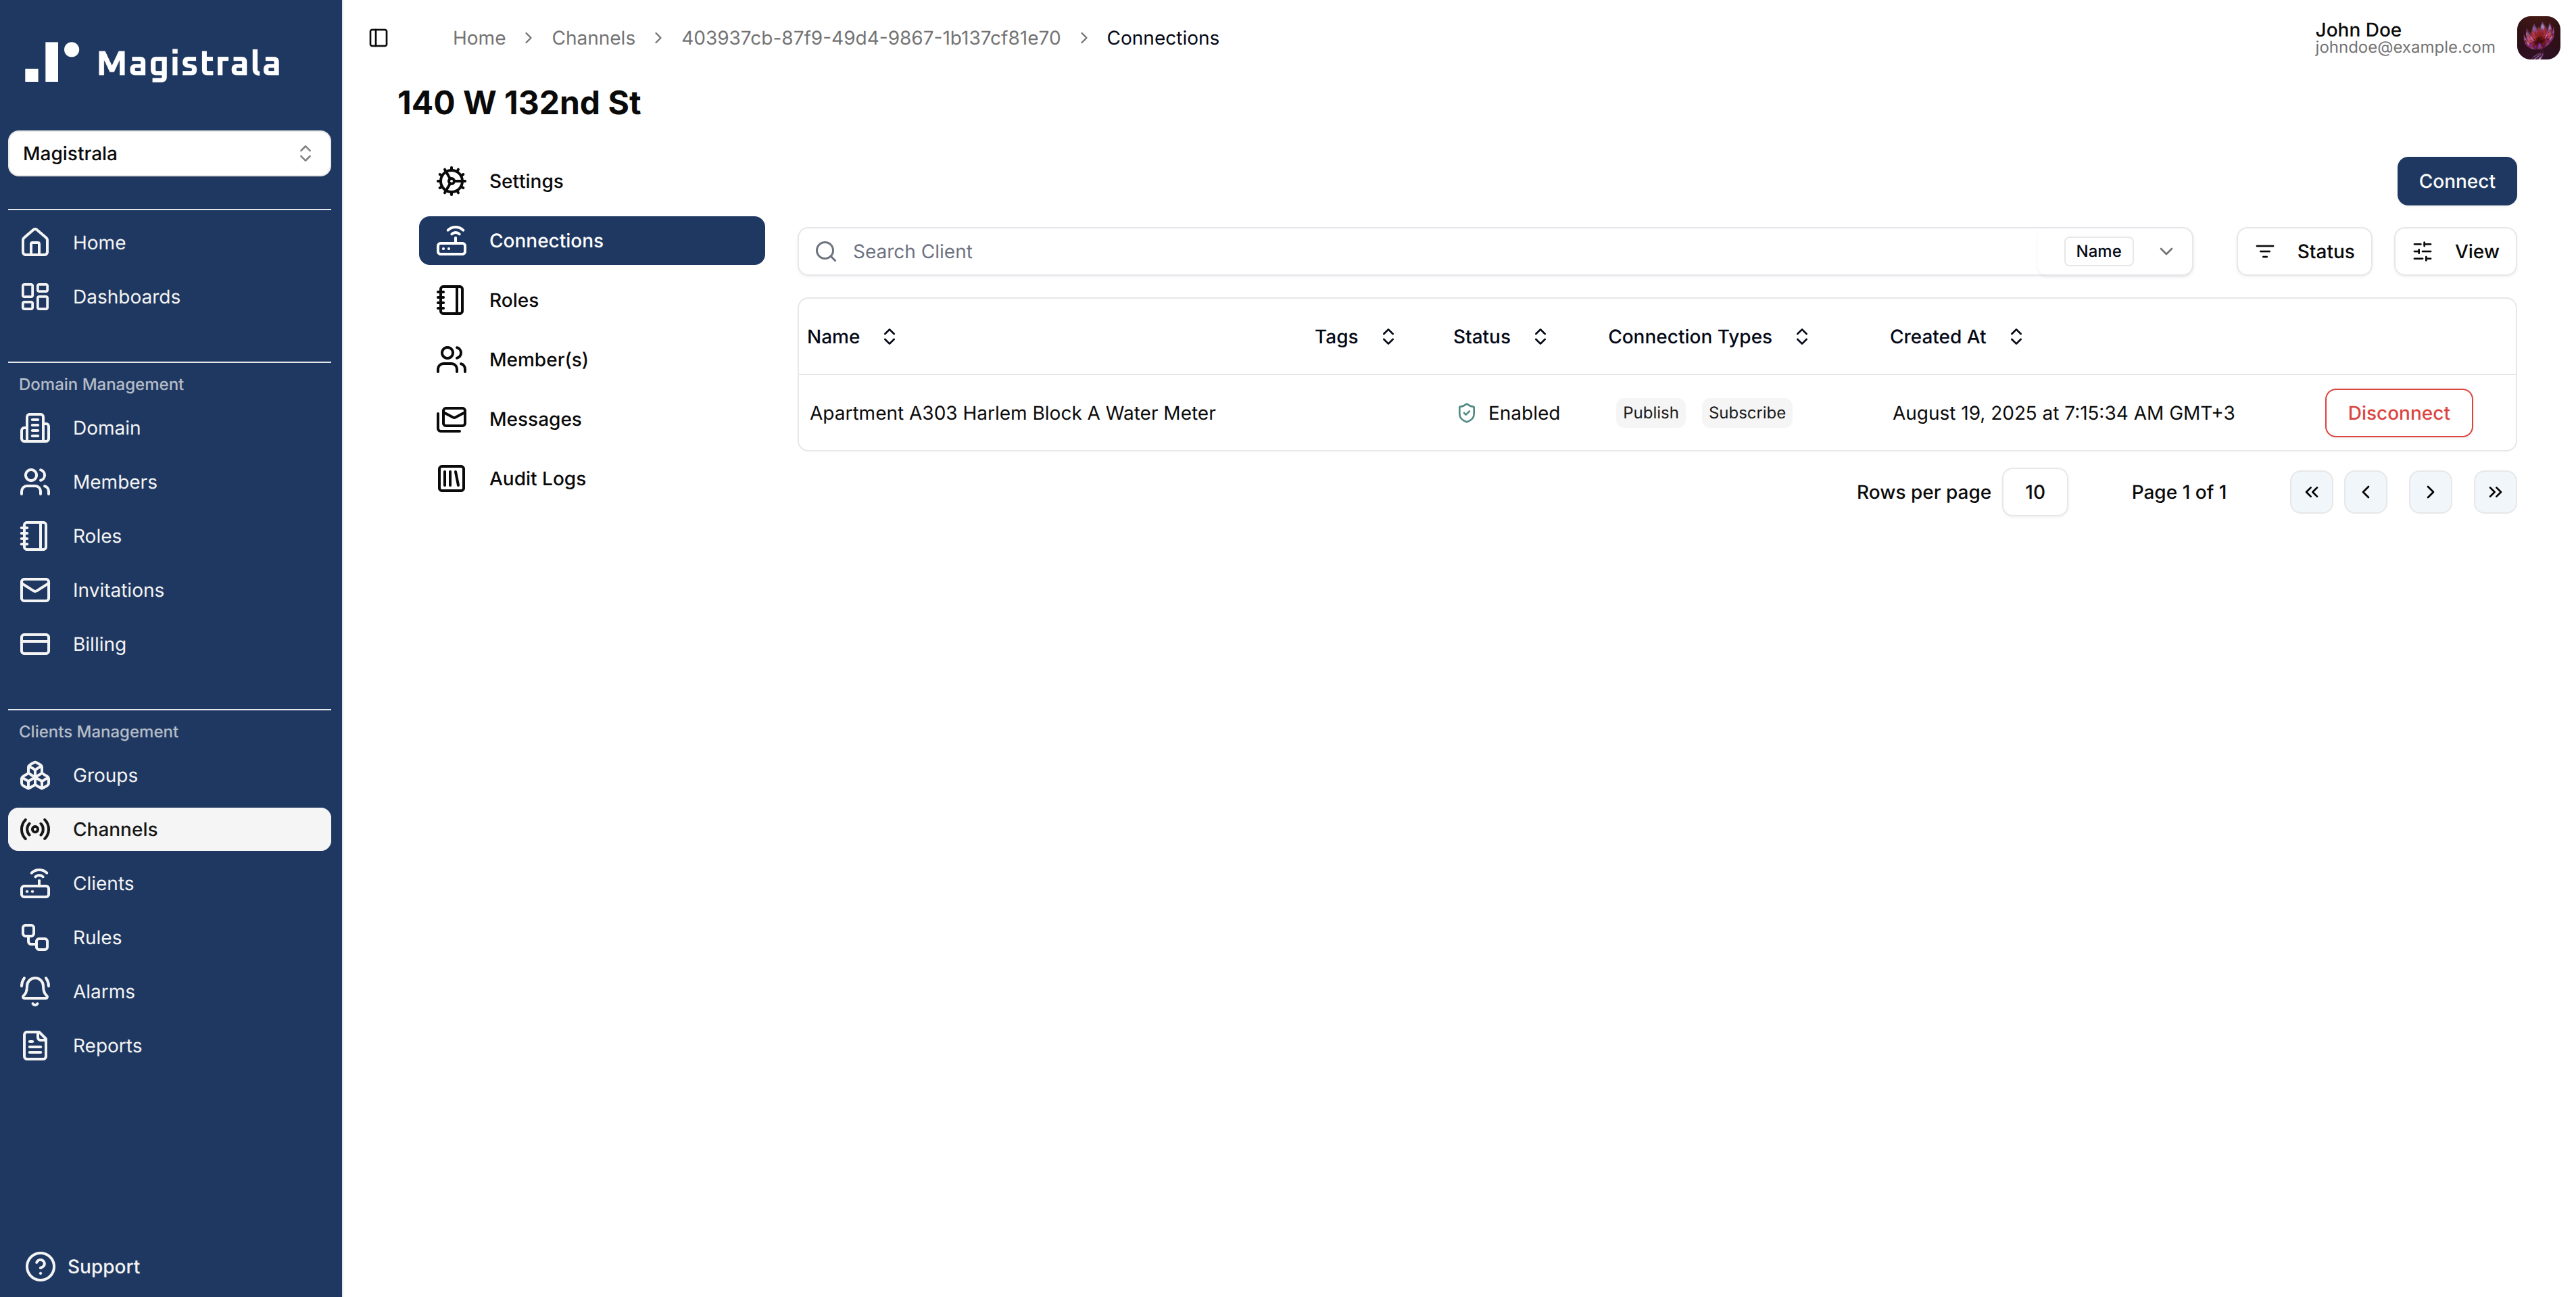 Magistrala
Magistrala
Home
Dashboards
Domain Management
Domain
Members
Roles
Invitations
Billing
Clients Management
Groups
Channels
Clients
Rules
Alarms
Reports
Support
Home > Channels > 403937cb-87f9-49d4-9867-1b137cf81e70 > Connections
John Doe
johndoe@example.com
140 W 132nd St
Settings
Connections
Roles
Member(s)
Messages
Audit Logs
Connect
Search Client Name Status View
Name Tags Status Connection Types Created At
Apartment A303 Harlem Block A Water Meter Enabled Publish Subscribe August 19, 2025 at 7:15:34 AM GMT+3 Disconnect
Rows per page 10 Page 1 of 1